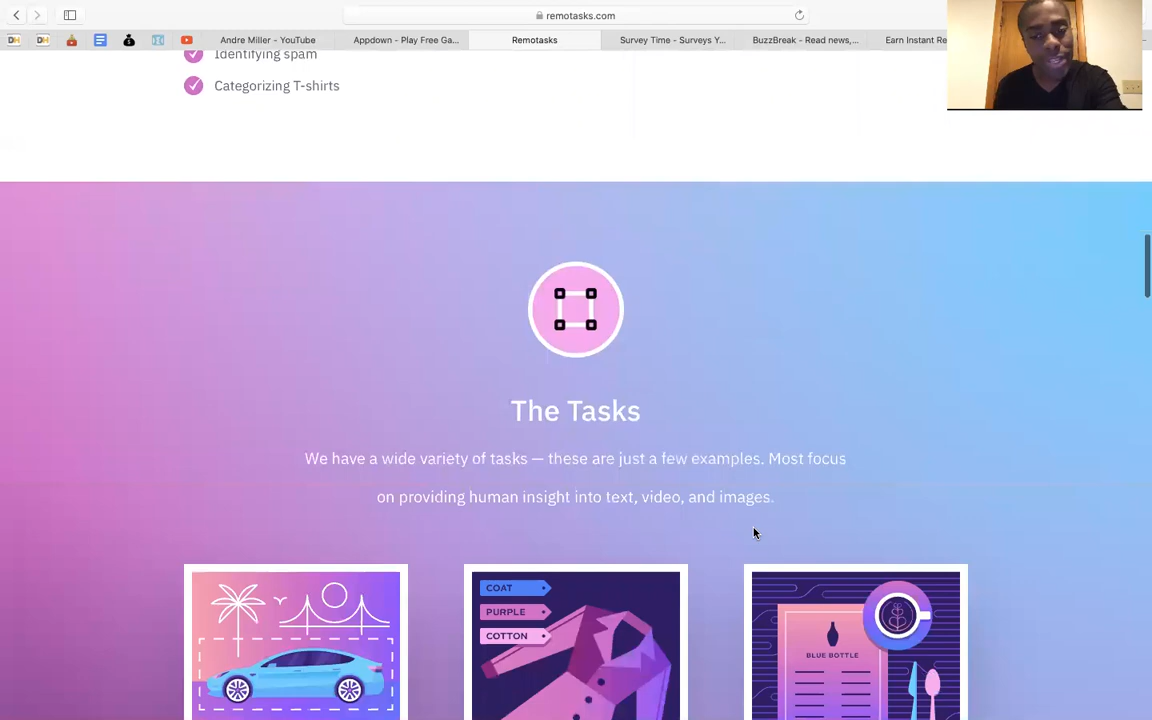 remotasks.com
Andre Miller - YouTube
Appdown - Play Free Ga...
Remotasks
Survey Time - Surveys Y...
BuzzBreak - Read news,...
Earn Instant Re
Identifying spam
Categorizing T-shirts
The Tasks
We have a wide variety of tasks — these are just a few examples. Most focus
on providing human insight into text, video, and images.
COAT
PURPLE
COTTON
BLUE BOTTLE